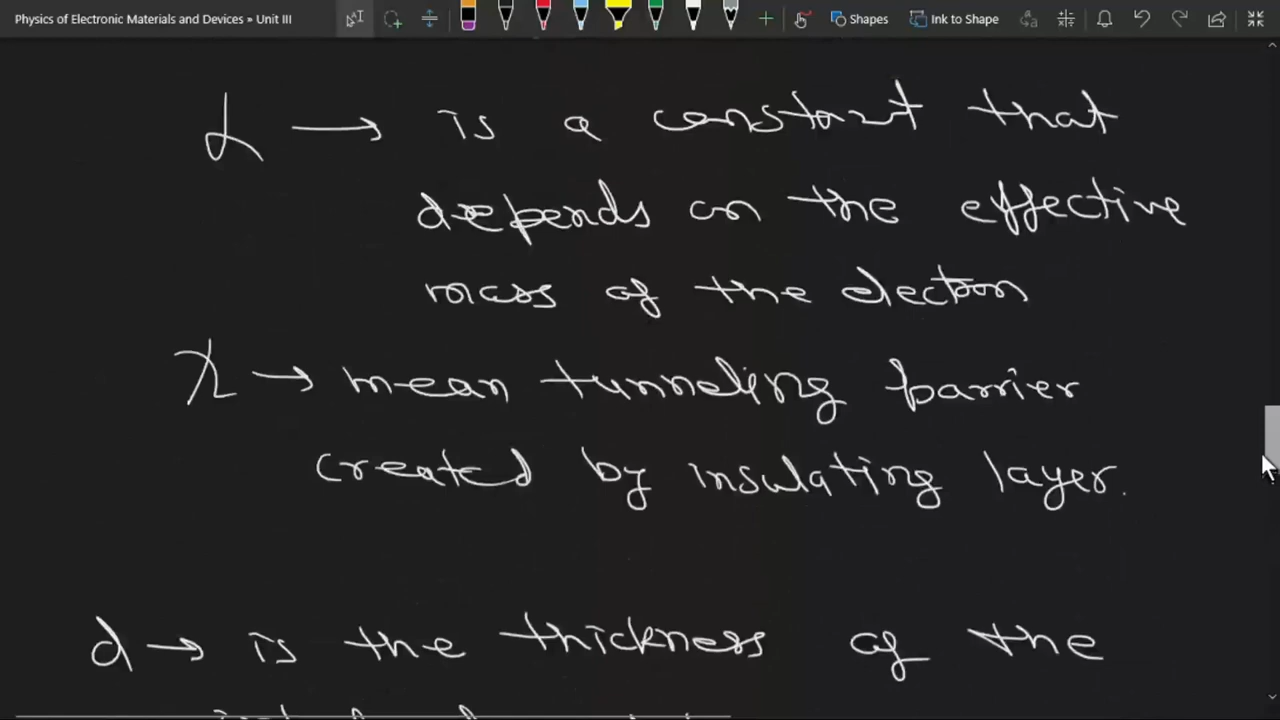 Physics of Electronic Materials and Devices » Unit III
Shapes
Ink to Shape
α → is a constant that
depends on the effective
mass of the electron
χ → mean tunneling barrier
created by insulating layer.
d → is the thickness of the